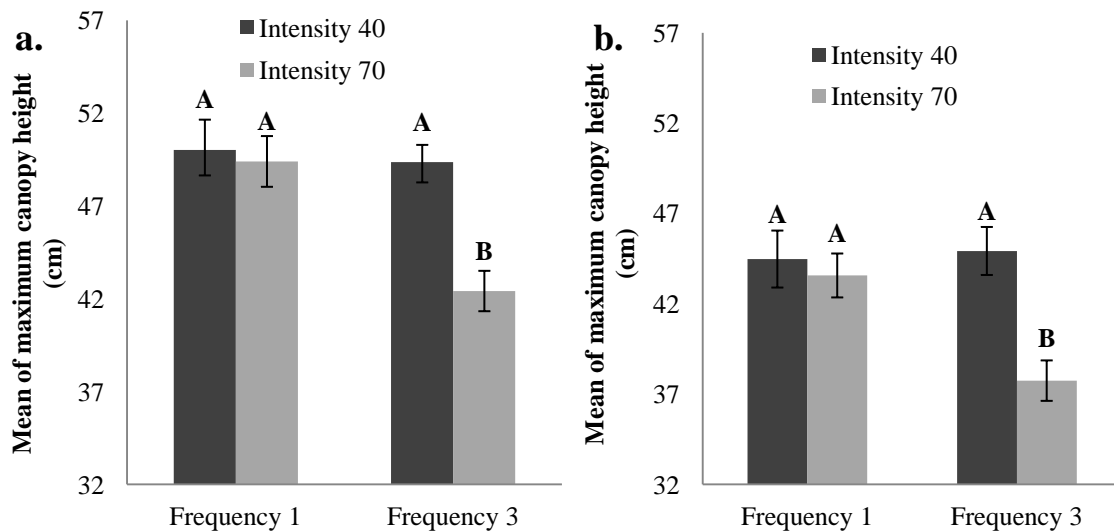 a.
Mean of maximum canopy height
(cm)
57
52
47
42
37
32
Intensity 40
Intensity 70
A
A
A
B
Frequency 1
Frequency 3
b.
Mean of maximum canopy height
(cm)
57
52
47
42
37
32
Intensity 40
Intensity 70
A
A
A
B
Frequency 1
Frequency 3